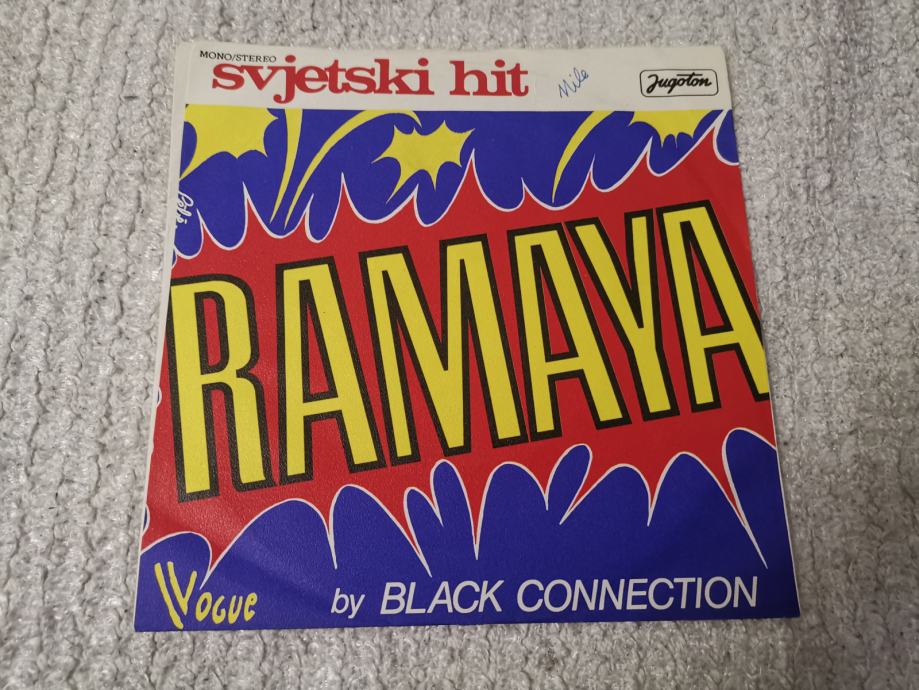 MONO/STEREO
svjetski hit
Mile
Jugoton
RAMAYA
VOGUE
by BLACK CONNECTION